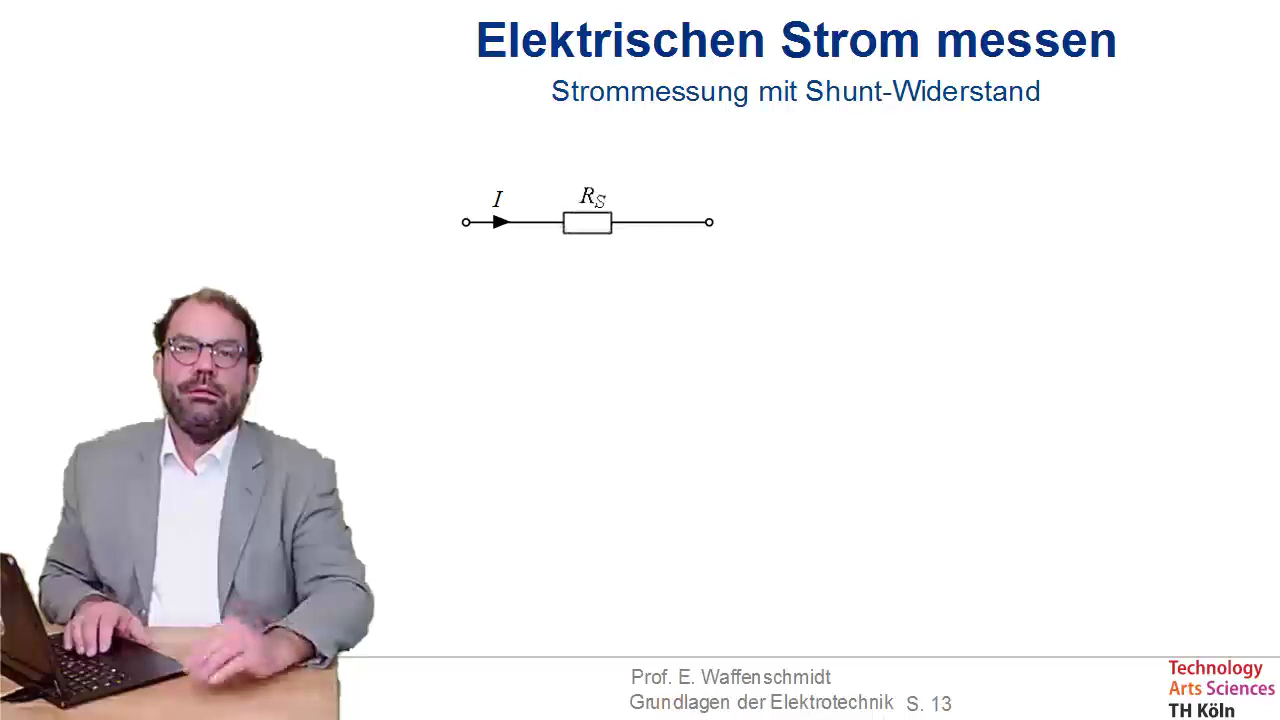 Elektrischen Strom messen
Strommessung mit Shunt-Widerstand
I
R_S
Prof. E. Waffenschmidt
Grundlagen der Elektrotechnik S. 13
Technology
Arts Sciences
TH Köln